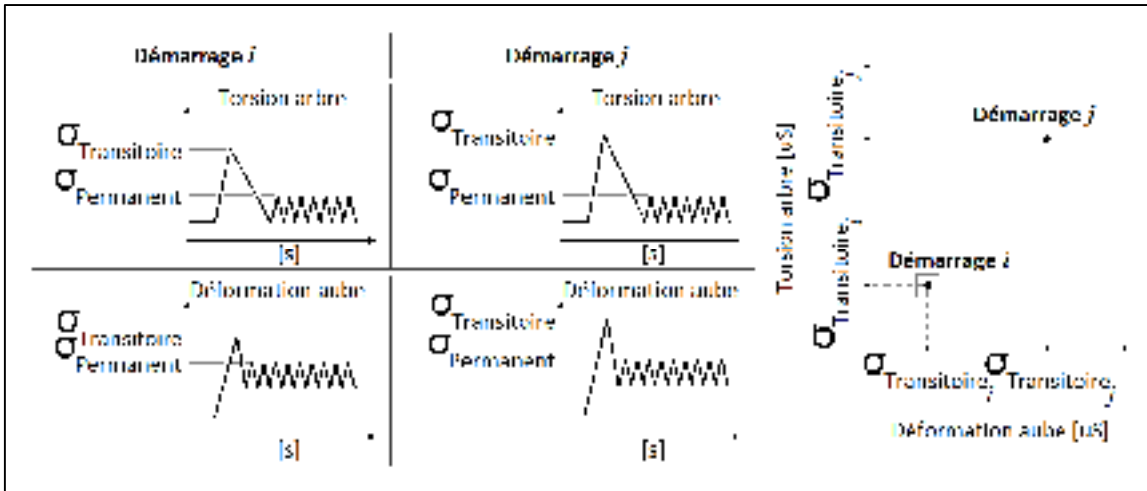 Démarrage i
Démarrage j
Torsion arbre
σTransitoire
σPermanent
[s]
Torsion arbre
σTransitoire
σPermanent
[s]
Déformation aube
σTransitoire
σPermanent
[s]
Déformation aube
σTransitoire
σPermanent
[s]
Torsion arbre [uS]
σTransitoire,j
σTransitoire,i
Démarrage j
Démarrage i
σTransitoire,i
σTransitoire,j
Déformation aube [uS]